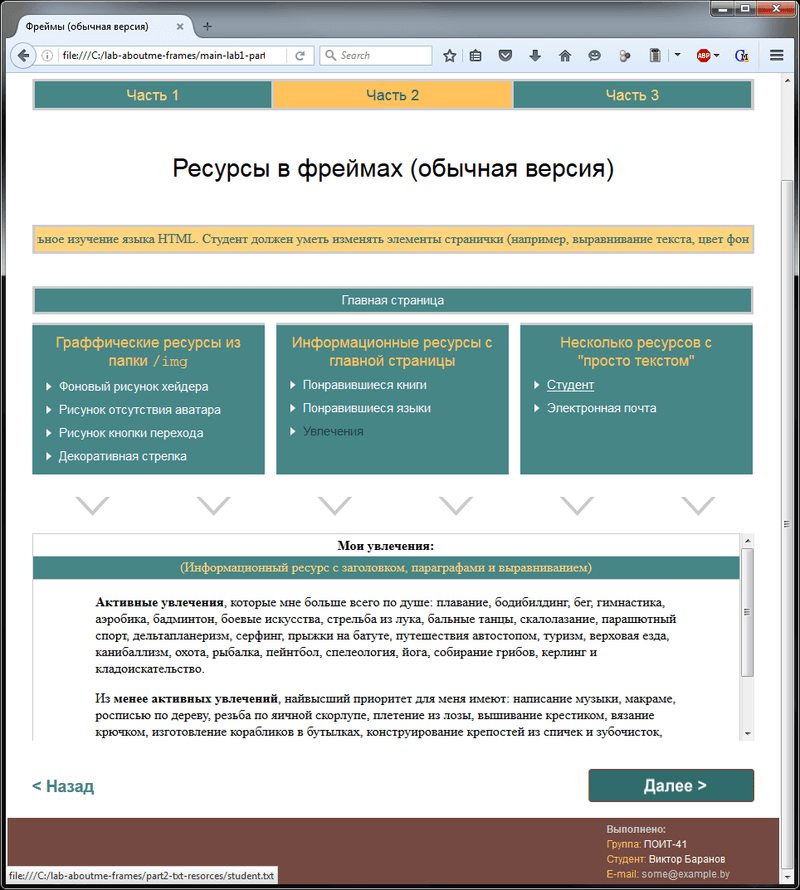 Фреймы (обычная версия)
file:///C:/lab-aboutme-frames/main-lab1-part
Search
ABP
Часть 1 Часть 2 Часть 3
Ресурсы в фреймах (обычная версия)
ьное изучение языка HTML. Студент должен уметь изменять элементы странички (например, выравнивание текста, цвет фон
Главная страница
Граффические ресурсы из
папки /img
Фоновый рисунок хейдера
Рисунок отсутствия аватара
Рисунок кнопки перехода
Декоративная стрелка
Информационные ресурсы с
главной страницы
Понравившиеся книги
Понравившиеся языки
Увлечения
Несколько ресурсов с
"просто текстом"
Студент
Электронная почта
Мои увлечения:
(Информационный ресурс с заголовком, параграфами и выравниванием)
Активные увлечения, которые мне больше всего по душе: плавание, бодибилдинг, бег, гимнастика,
аэробика, бадминтон, боевые искусства, стрельба из лука, бальные танцы, скалолазание, парашютный
спорт, дельтапланеризм, серфинг, прыжки на батуте, путешествия автостопом, туризм, верховая езда,
канибаллизм, охота, рыбалка, пейнтбол, спелеология, йога, собирание грибов, керлинг и
кладоискательство.
Из менее активных увлечений, найвысший приоритет для меня имеют: написание музыки, макраме,
росписью по дереву, резьба по яичной скорлупе, плетение из лозы, вышивание крестиком, вязание
крючком, изготовление корабликов в бутылках, конструирование крепостей из спичек и зубочисток,
< Назад
Далее >
Выполнено:
Группа: ПОИТ-41
Студент: Виктор Баранов
E-mail: some@example.by
file:///C:/lab-aboutme-frames/part2-txt-resorces/student.txt